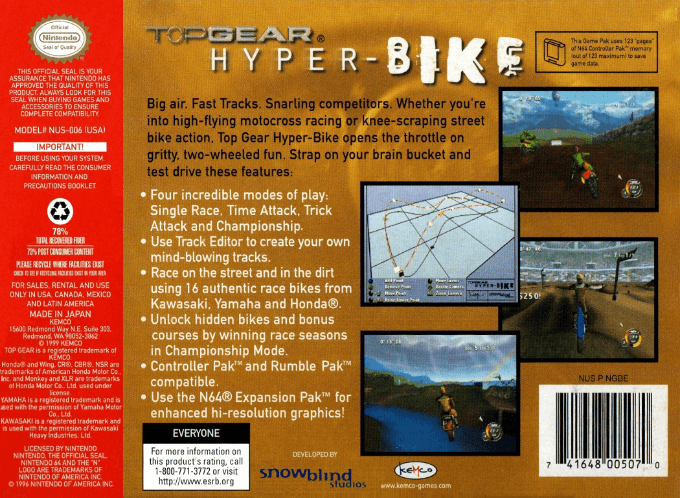 Official
Nintendo
Seal of Quality
THIS OFFICIAL SEAL IS YOUR
ASSURANCE THAT NINTENDO HAS
APPROVED THE QUALITY OF THIS
PRODUCT. ALWAYS LOOK FOR THIS
SEAL WHEN BUYING GAMES AND
ACCESSORIES TO ENSURE
COMPLETE COMPATIBILITY.
MODEL# NUS-006 (USA)
IMPORTANT!
BEFORE USING YOUR SYSTEM,
CAREFULLY READ THE CONSUMER
INFORMATION AND
PRECAUTIONS BOOKLET
78%
TOTAL RECOVERED FIBER
73% POST CONSUMER CONTENT
PLEASE RECYCLE WHERE FACILITIES EXIST
CHECK TO SEE IF RECYCLING FACILITIES EXIST IN YOUR AREA
FOR SALES, RENTAL AND USE
ONLY IN USA, CANADA, MEXICO
AND LATIN AMERICA
MADE IN JAPAN
KEMCO
15600 Redmond Way N.E. Suite 303,
Redmond, WA 98052-3862
© 1999 KEMCO
TOP GEAR is a registered trademark of
KEMCO.
Honda® and Wing, CR®, CBR®, NSR are
trademarks of American Honda Motor Co.,
Inc. and Monkey and XLR are trademarks
of Honda Motor Co., Ltd. used under
license
YAMAHA is a registered trademark and is
used with the permission of Yamaha Motor
Co., Ltd.
KAWASAKI is a registered trademark and
is used with the permission of Kawasaki
Heavy Industries. Ltd.
LICENSED BY NINTENDO
NINTENDO, THE OFFICIAL SEAL,
NINTENDO 64 AND THE "N"
LOGO ARE TRADEMARKS OF
NINTENDO OF AMERICA INC.
© 1996 NINTENDO OF AMERICA INC.
TOP GEAR®
HYPER-BIKE
This Game Pak uses 123 "pages"
of N64 Controller Pak™ memory
(out of 123 maximum) to save
game data.
Big air. Fast Tracks. Snarling competitors. Whether you're
into high-flying motocross racing or knee-scraping street
bike action, Top Gear Hyper-Bike opens the throttle on
gritty, two-wheeled fun. Strap on your brain bucket and
test drive these features:
• Four incredible modes of play:
Single Race, Time Attack, Trick
Attack and Championship.
• Use Track Editor to create your own
mind-blowing tracks.
• Race on the street and in the dirt
using 16 authentic race bikes from
Kawasaki, Yamaha and Honda®.
• Unlock hidden bikes and bonus
courses by winning race seasons
in Championship Mode.
• Controller Pak™ and Rumble Pak™
compatible.
• Use the N64® Expansion Pak™ for
enhanced hi-resolution graphics!
EVERYONE
For more information on
this product's rating, call
1-800-771-3772 or visit
http://www.esrb.org
DEVELOPED BY
snowblind
studios
KEMCO
www.kemco-games.com
NUS P NGBE
7 41648 00507 0